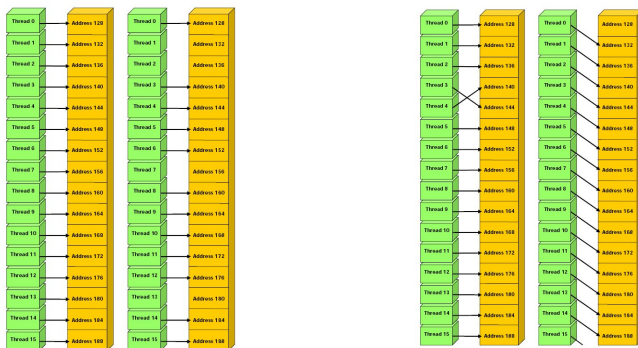 Thread 0
Thread 1
Thread 2
Thread 3
Thread 4
Thread 5
Thread 6
Thread 7
Thread 8
Thread 9
Thread 10
Thread 11
Thread 12
Thread 13
Thread 14
Thread 15
Address 128
Address 132
Address 136
Address 140
Address 144
Address 148
Address 152
Address 156
Address 160
Address 164
Address 168
Address 172
Address 176
Address 180
Address 184
Address 188
Thread 0
Thread 1
Thread 2
Thread 3
Thread 4
Thread 5
Thread 6
Thread 7
Thread 8
Thread 9
Thread 10
Thread 11
Thread 12
Thread 13
Thread 14
Thread 15
Address 128
Address 132
Address 136
Address 140
Address 144
Address 148
Address 152
Address 156
Address 160
Address 164
Address 168
Address 172
Address 176
Address 180
Address 184
Address 188
Thread 0
Thread 1
Thread 2
Thread 3
Thread 4
Thread 5
Thread 6
Thread 7
Thread 8
Thread 9
Thread 10
Thread 11
Thread 12
Thread 13
Thread 14
Thread 15
Address 128
Address 132
Address 136
Address 140
Address 144
Address 148
Address 152
Address 156
Address 160
Address 164
Address 168
Address 172
Address 176
Address 180
Address 184
Address 188
Thread 0
Thread 1
Thread 2
Thread 3
Thread 4
Thread 5
Thread 6
Thread 7
Thread 8
Thread 9
Thread 10
Thread 11
Thread 12
Thread 13
Thread 14
Thread 15
Address 128
Address 132
Address 136
Address 140
Address 144
Address 148
Address 152
Address 156
Address 160
Address 164
Address 168
Address 172
Address 176
Address 180
Address 184
Address 188